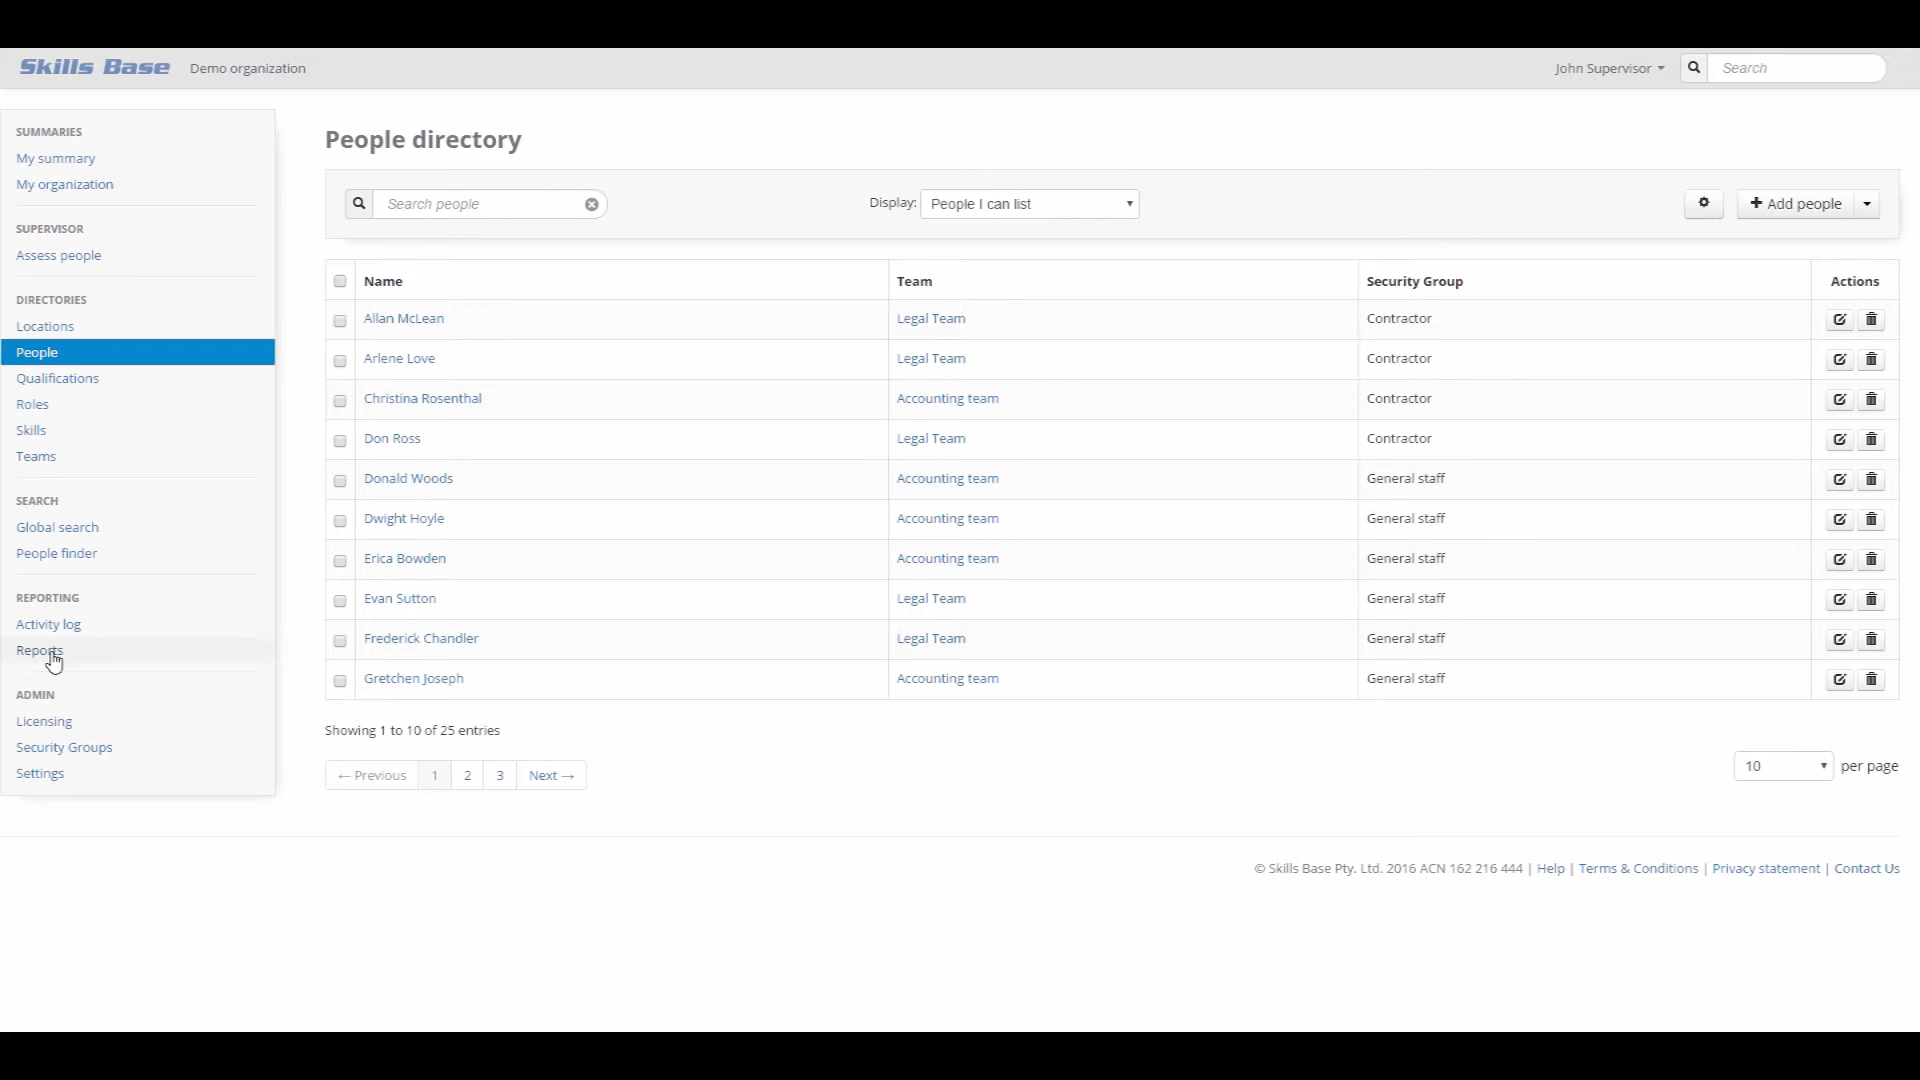 Skills Base Demo organization John Supervisor Search
SUMMARIES
My summary
My organization
SUPERVISOR
Assess people
DIRECTORIES
Locations
People
Qualifications
Roles
Skills
Teams
SEARCH
Global search
People finder
REPORTING
Activity log
Reports
ADMIN
Licensing
Security Groups
Settings
People directory
Search people Display: People I can list + Add people
Name Team Security Group Actions
Allan McLean Legal Team Contractor
Arlene Love Legal Team Contractor
Christina Rosenthal Accounting team Contractor
Don Ross Legal Team Contractor
Donald Woods Accounting team General staff
Dwight Hoyle Accounting team General staff
Erica Bowden Accounting team General staff
Evan Sutton Legal Team General staff
Frederick Chandler Legal Team General staff
Gretchen Joseph Accounting team General staff
Showing 1 to 10 of 25 entries
← Previous 1 2 3 Next → 10 per page
© Skills Base Pty. Ltd. 2016 ACN 162 216 444 | Help | Terms & Conditions | Privacy statement | Contact Us